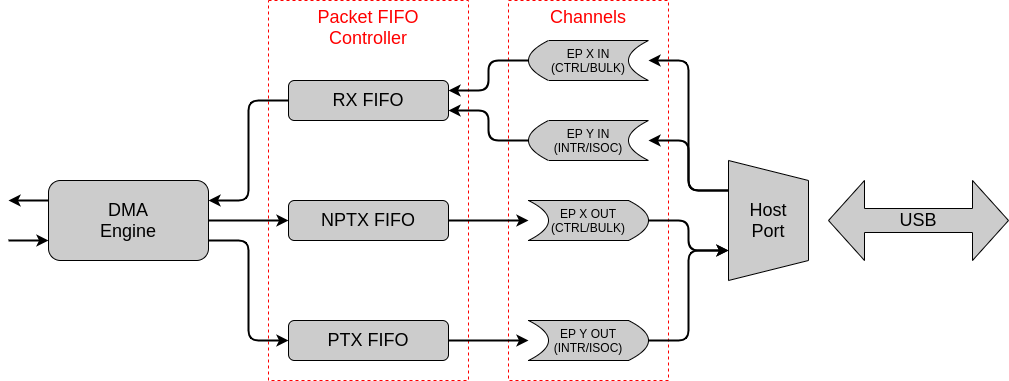 Packet FIFO
Controller
Channels
EP X IN
(CTRL/BULK)
RX FIFO
EP Y IN
(INTR/ISOC)
DMA
Engine
NPTX FIFO
EP X OUT
(CTRL/BULK)
Host
Port
USB
PTX FIFO
EP Y OUT
(INTR/ISOC)